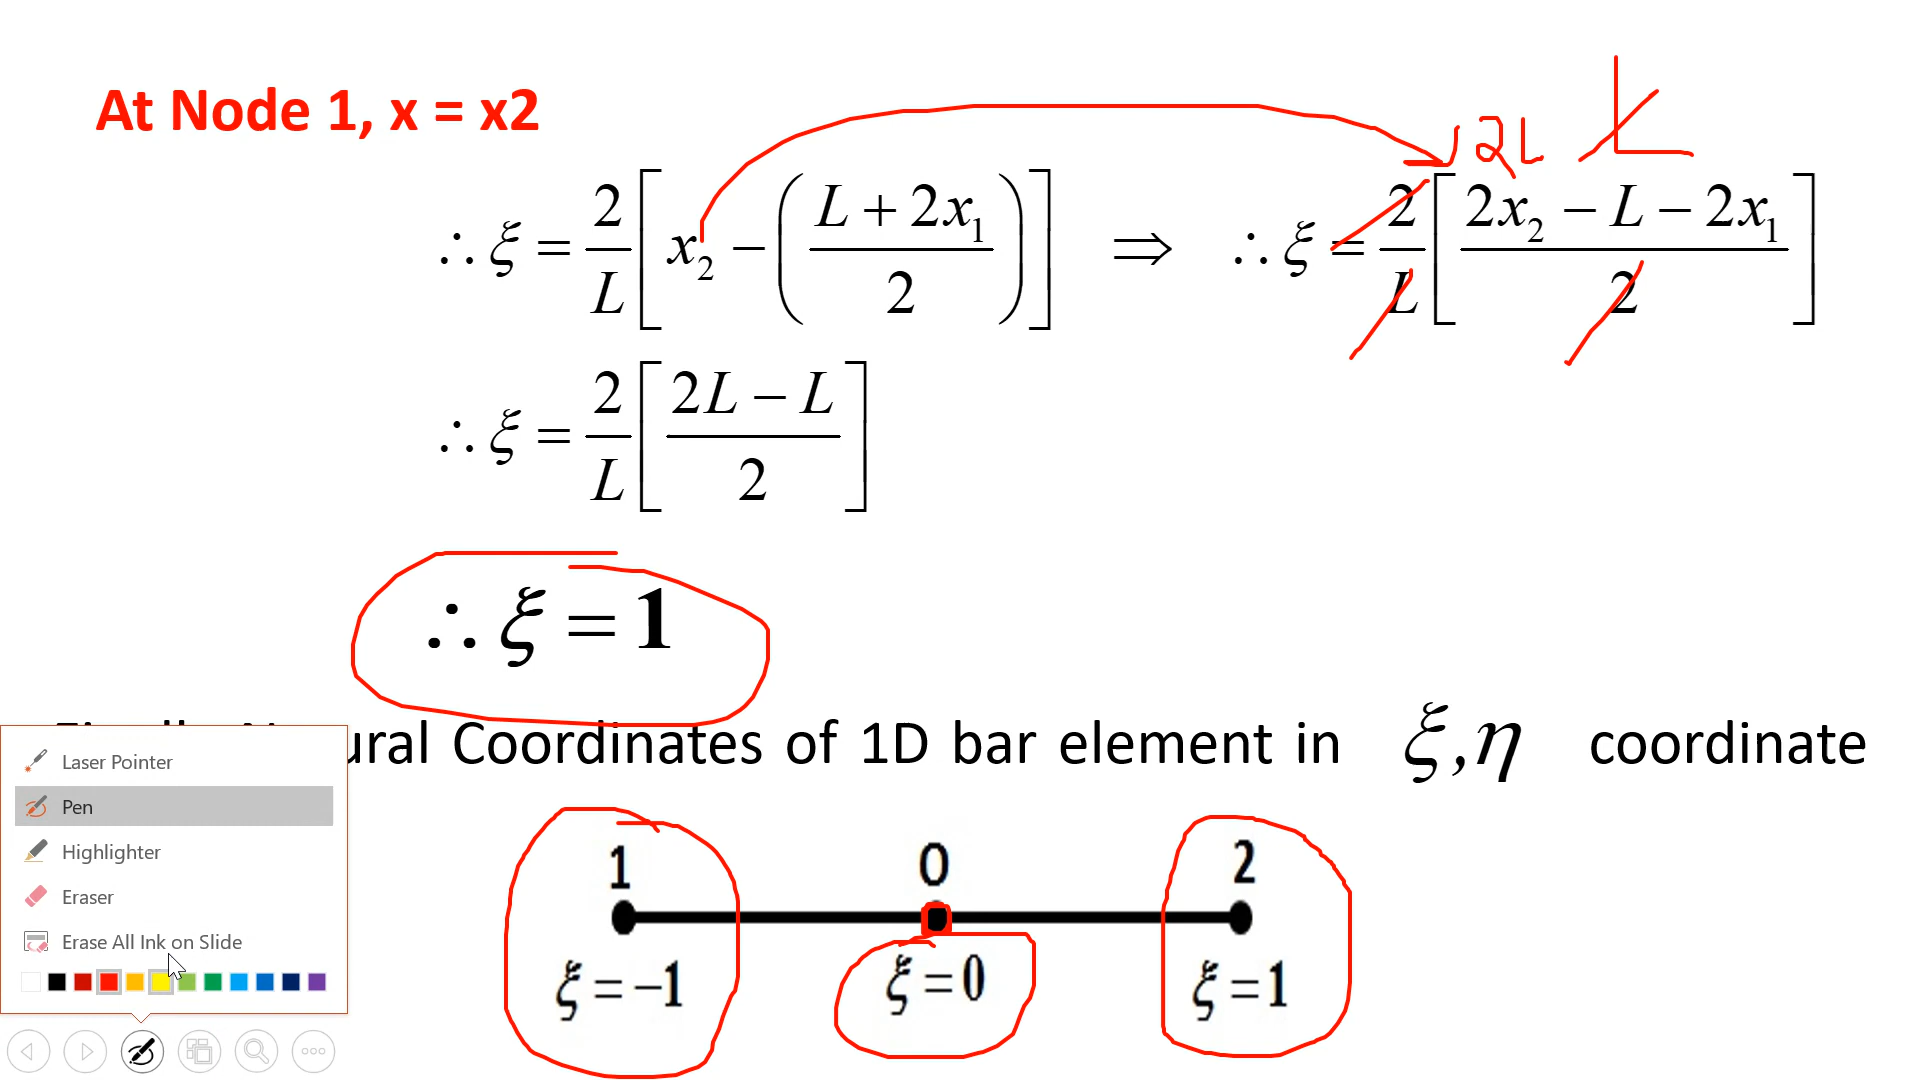 At Node 1, x = x2
2L L
∴ ξ = 2/L [ x₂ − ( (L + 2x₁)/2 ) ] ⇒ ∴ ξ = 2/L [ (2x₂ − L − 2x₁)/2 ]
∴ ξ = 2/L [ (2L − L)/2 ]
∴ ξ = 1
Coordinates of 1D bar element in ξ,η coordinate
Laser Pointer
Pen
Highlighter
Eraser
Erase All Ink on Slide
1 0 2
ξ = −1 ξ = 0 ξ = 1